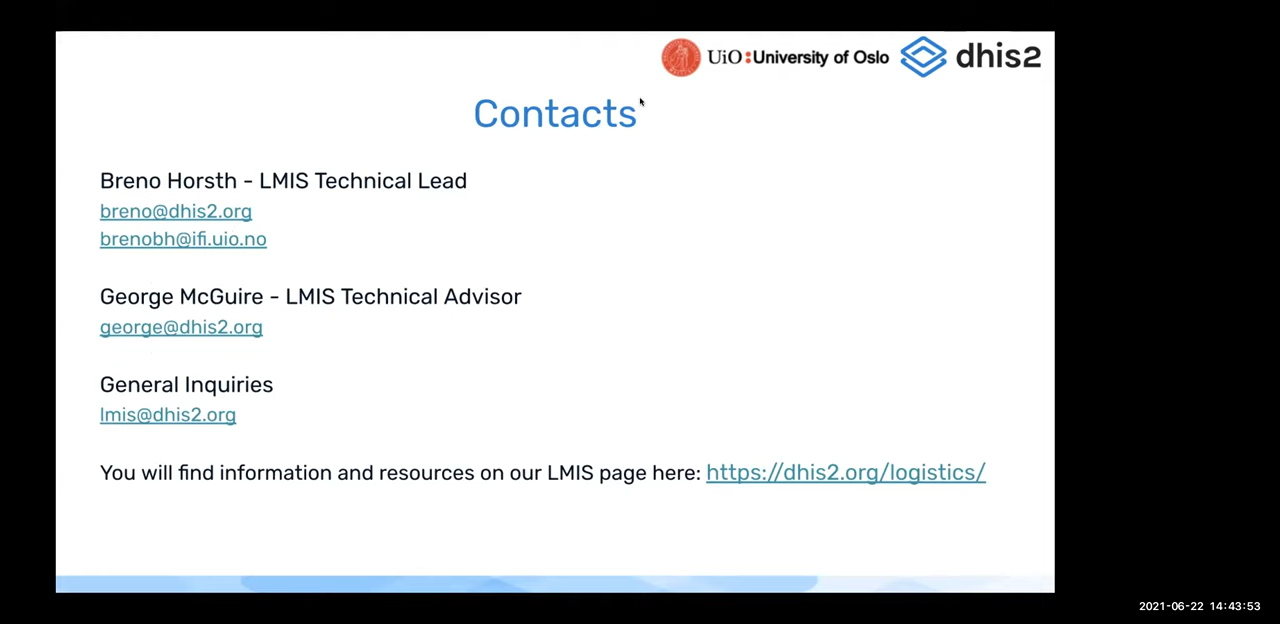 UiO:University of Oslo dhis2
Contacts
Breno Horsth - LMIS Technical Lead
breno@dhis2.org
brenobh@ifi.uio.no
George McGuire - LMIS Technical Advisor
george@dhis2.org
General Inquiries
lmis@dhis2.org
You will find information and resources on our LMIS page here: https://dhis2.org/logistics/
2021-06-22 14:43:53